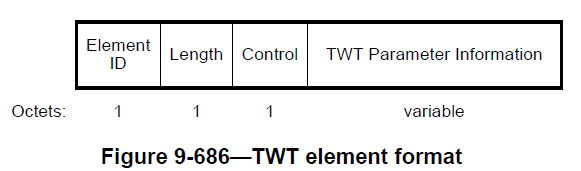 Element
ID
Length
Control
TWT Parameter Information
Octets: 1 1 1 variable
Figure 9-686—TWT element format